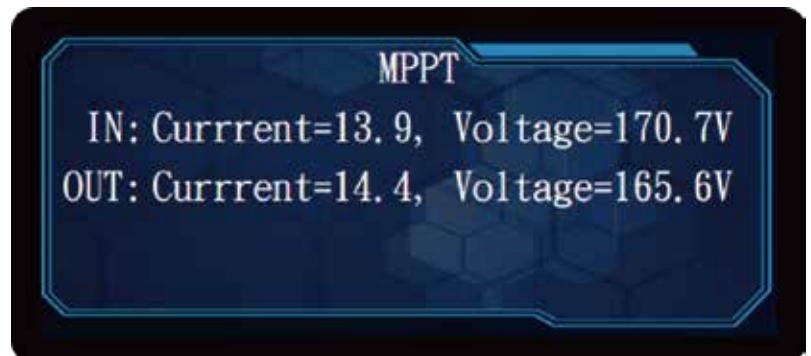 MPPT
IN: Currrent=13.9, Voltage=170.7V
OUT: Currrent=14.4, Voltage=165.6V